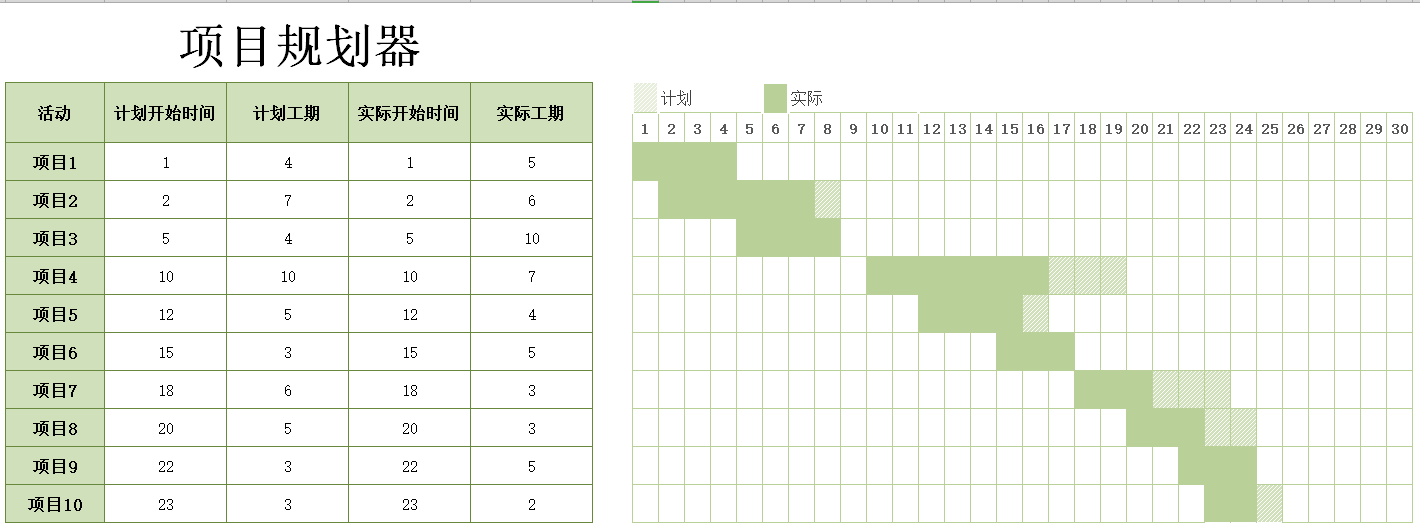 项目规划器
计划 实际
活动 计划开始时间 计划工期 实际开始时间 实际工期
1 2 3 4 5 6 7 8 9 10 11 12 13 14 15 16 17 18 19 20 21 22 23 24 25 26 27 28 29 30
项目1 1 4 1 5
项目2 2 7 2 6
项目3 5 4 5 10
项目4 10 10 10 7
项目5 12 5 12 4
项目6 15 3 15 5
项目7 18 6 18 3
项目8 20 5 20 3
项目9 22 3 22 5
项目10 23 3 23 2